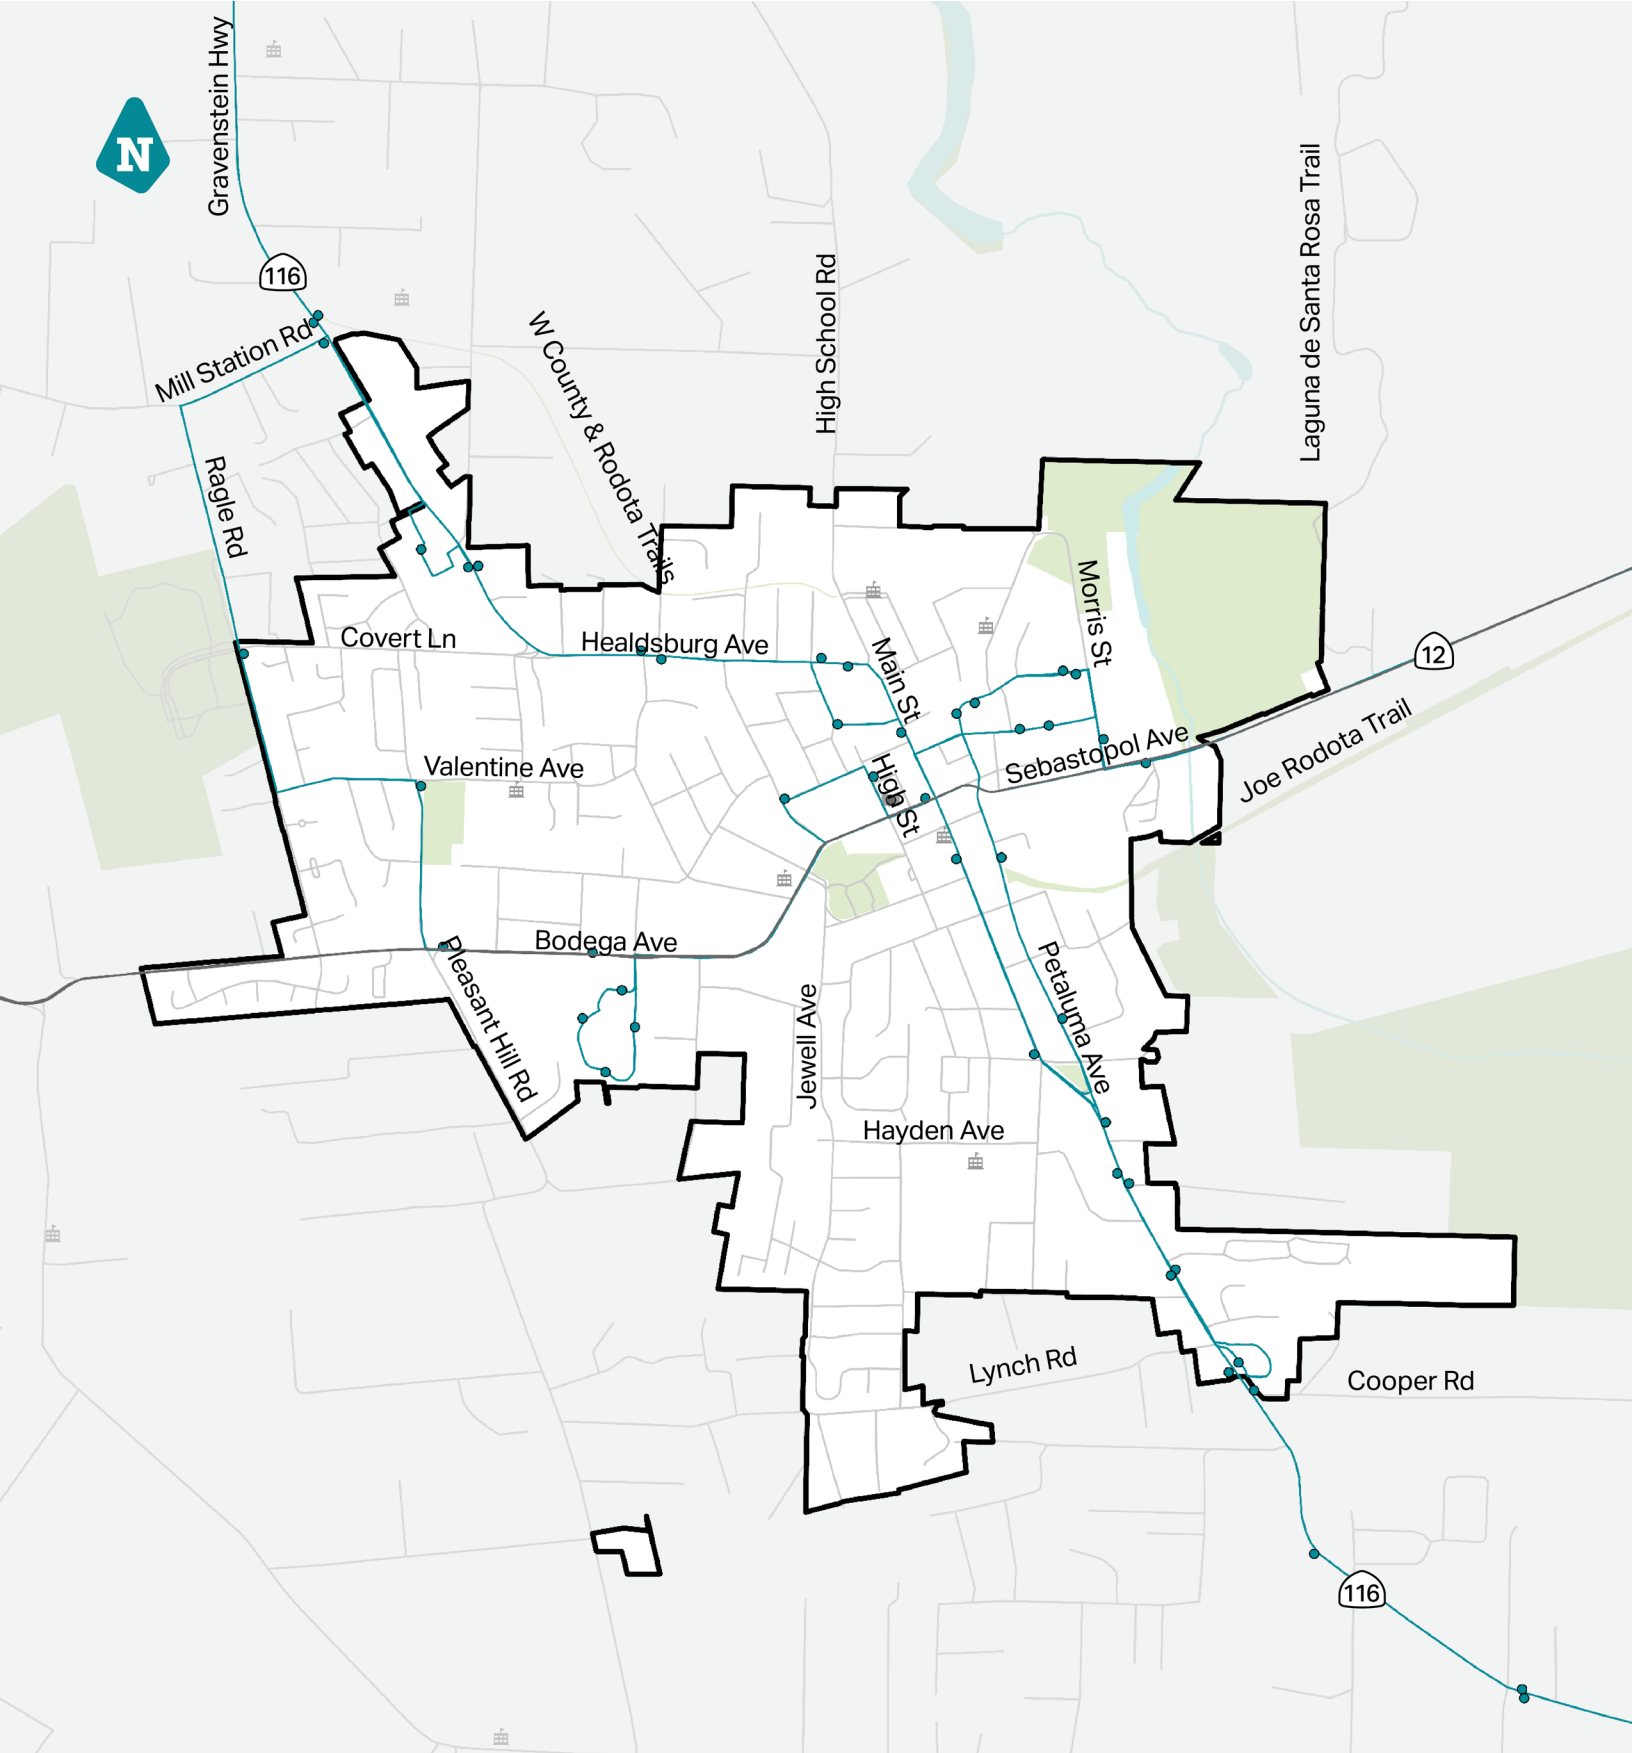 Gravenstein Hwy
N
116
Mill Station Rd
W County & Rodota Trails
High School Rd
Laguna de Santa Rosa Trail
Ragle Rd
Covert Ln
Healdsburg Ave
Main St
Morris St
12
Joe Rodota Trail
Valentine Ave
High St
Sebastopol Ave
Bodega Ave
Pleasant Hill Rd
Jewell Ave
Petaluma Ave
Hayden Ave
Lynch Rd
Cooper Rd
116